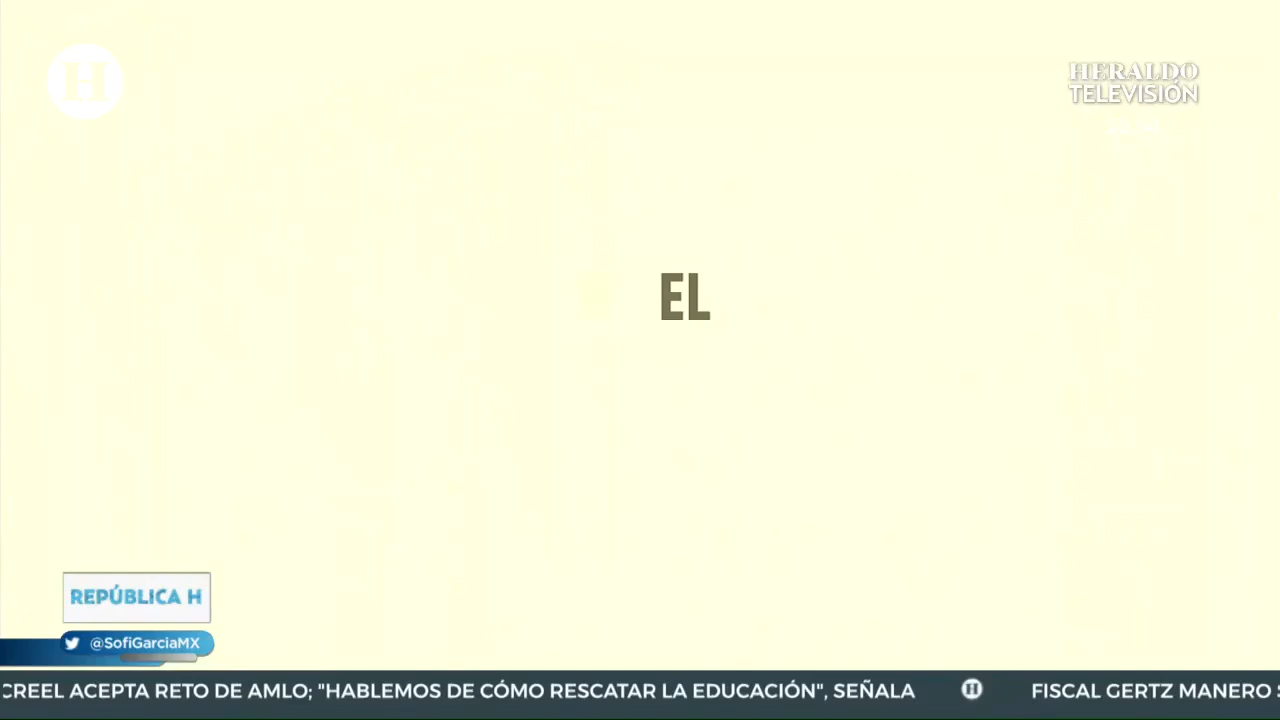 H
HERALDO
TELEVISIÓN
EL
REPÚBLICA H
@SofiGarciaMX
CREEL ACEPTA RETO DE AMLO; "HABLEMOS DE CÓMO RESCATAR LA EDUCACIÓN", SEÑALA H FISCAL GERTZ MANERO